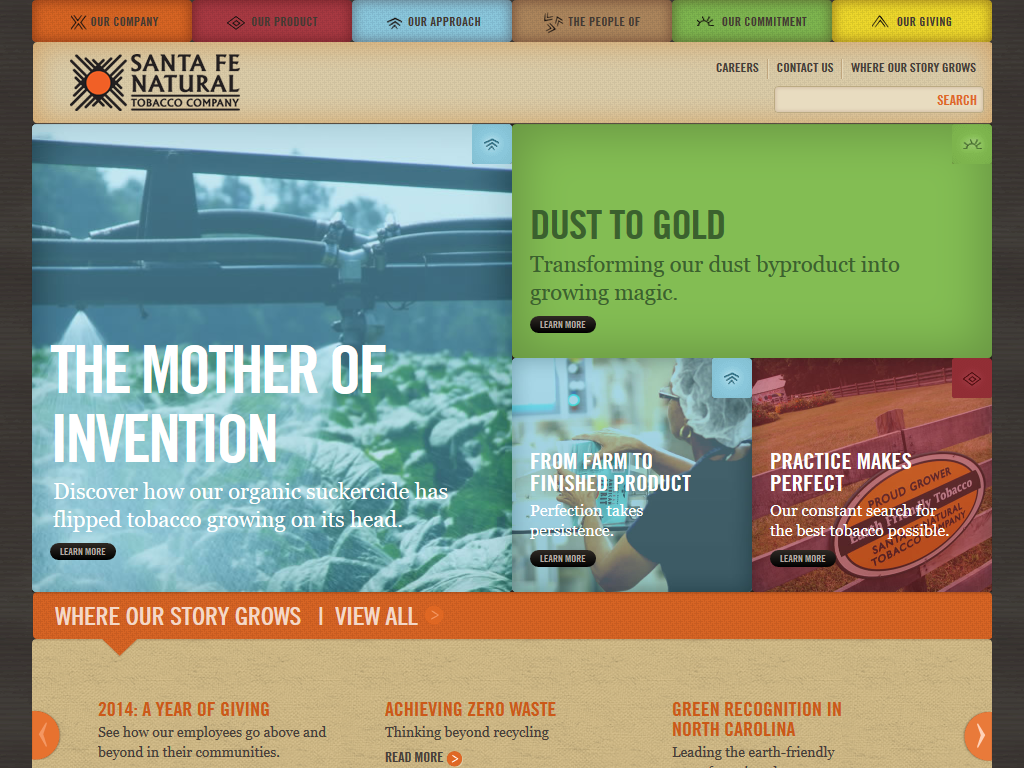 OUR COMPANY
OUR PRODUCT
OUR APPROACH
THE PEOPLE OF
OUR COMMITMENT
OUR GIVING
SANTA FE
NATURAL
TOBACCO COMPANY
CAREERS
CONTACT US
WHERE OUR STORY GROWS
SEARCH
THE MOTHER OF
INVENTION
Discover how our organic suckercide has
flipped tobacco growing on its head.
LEARN MORE
DUST TO GOLD
Transforming our dust byproduct into
growing magic.
LEARN MORE
FROM FARM TO
FINISHED PRODUCT
Perfection takes
persistence.
LEARN MORE
PRACTICE MAKES
PERFECT
Our constant search for
the best tobacco possible.
LEARN MORE
PROUD GROWER
Earth Friendly Tobacco
SANTA FE NATURAL
TOBACCO COMPANY
WHERE OUR STORY GROWS | VIEW ALL >
2014: A YEAR OF GIVING
See how our employees go above and
beyond in their communities.
ACHIEVING ZERO WASTE
Thinking beyond recycling
READ MORE >
GREEN RECOGNITION IN
NORTH CAROLINA
Leading the earth-friendly